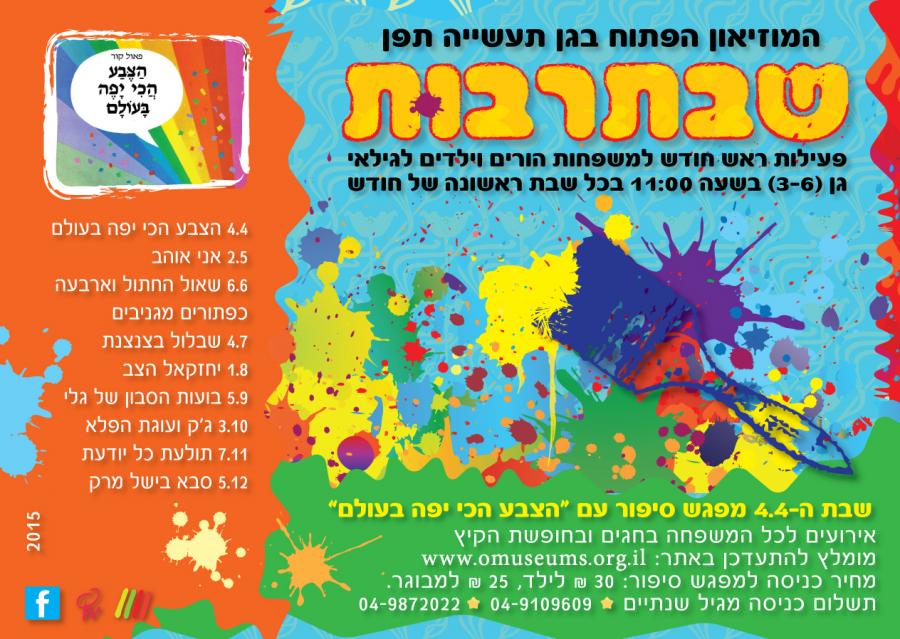 המוזיאון הפתוח בגן תעשייה תפן
שבתרבות
פעילות ראש חודש למשפחות הורים וילדים לגילאי
גן (3-6) בשעה 11:00 בכל שבת ראשונה של חודש
פאול קור
הַצֶּבַע
הֲכִי יָפֶה
בָּעוֹלָם
4.4 הצבע הכי יפה בעולם
2.5 אני אוהב
6.6 שאול החתול וארבעה
כפתורים מגניבים
4.7 שבלול בצנצנת
1.8 יחזקאל הצב
5.9 בועות הסבון של גלי
3.10 ג'ק ועוגת הפלא
7.11 תולעת כל יודעת
5.12 סבא בישל מרק
2015
שבת ה-4.4 מפגש סיפור עם "הצבע הכי יפה בעולם"
אירועים לכל המשפחה בחגים ובחופשת הקיץ
מומלץ להתעדכן באתר: www.omuseums.org.il
מחיר כניסה למפגש סיפור: 30 ₪ לילד, 25 ₪ למבוגר.
תשלום כניסה מגיל שנתיים 04-9109609 04-9872022
f